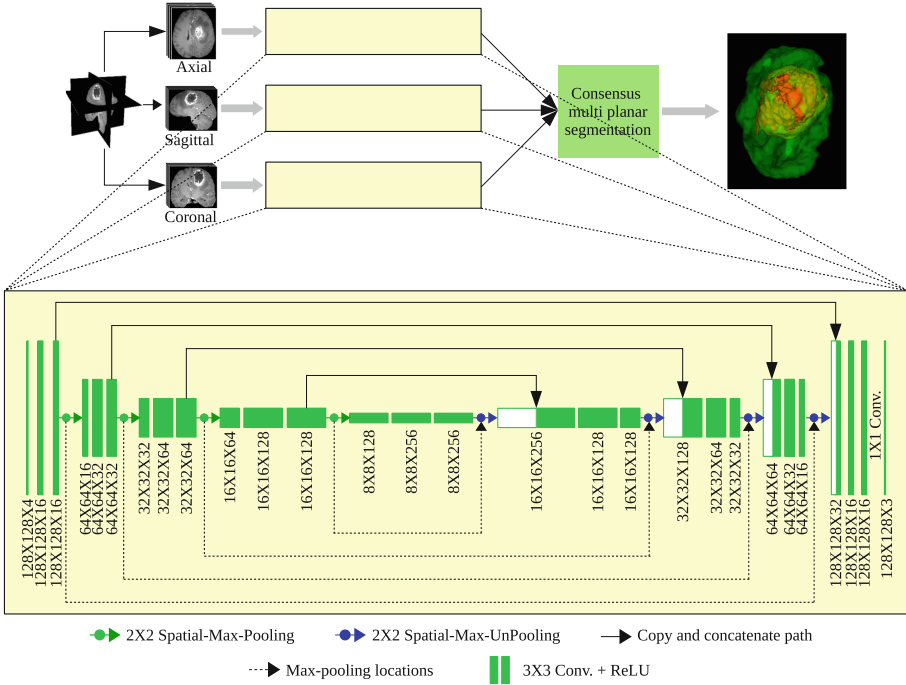 Axial
Sagittal
Coronal
Consensus
multi planar
segmentation
128X128X4
128X128X16
128X128X16
64X64X16
64X64X32
64X64X32
32X32X32
32X32X64
32X32X64
16X16X64
16X16X128
16X16X128
8X8X128
8X8X256
8X8X256
16X16X256
16X16X128
16X16X128
32X32X128
32X32X64
32X32X32
64X64X64
64X64X32
64X64X16
128X128X32
128X128X16
128X128X16
1X1 Conv.
128X128X3
2X2 Spatial-Max-Pooling
2X2 Spatial-Max-UnPooling
Copy and concatenate path
Max-pooling locations
3X3 Conv. + ReLU